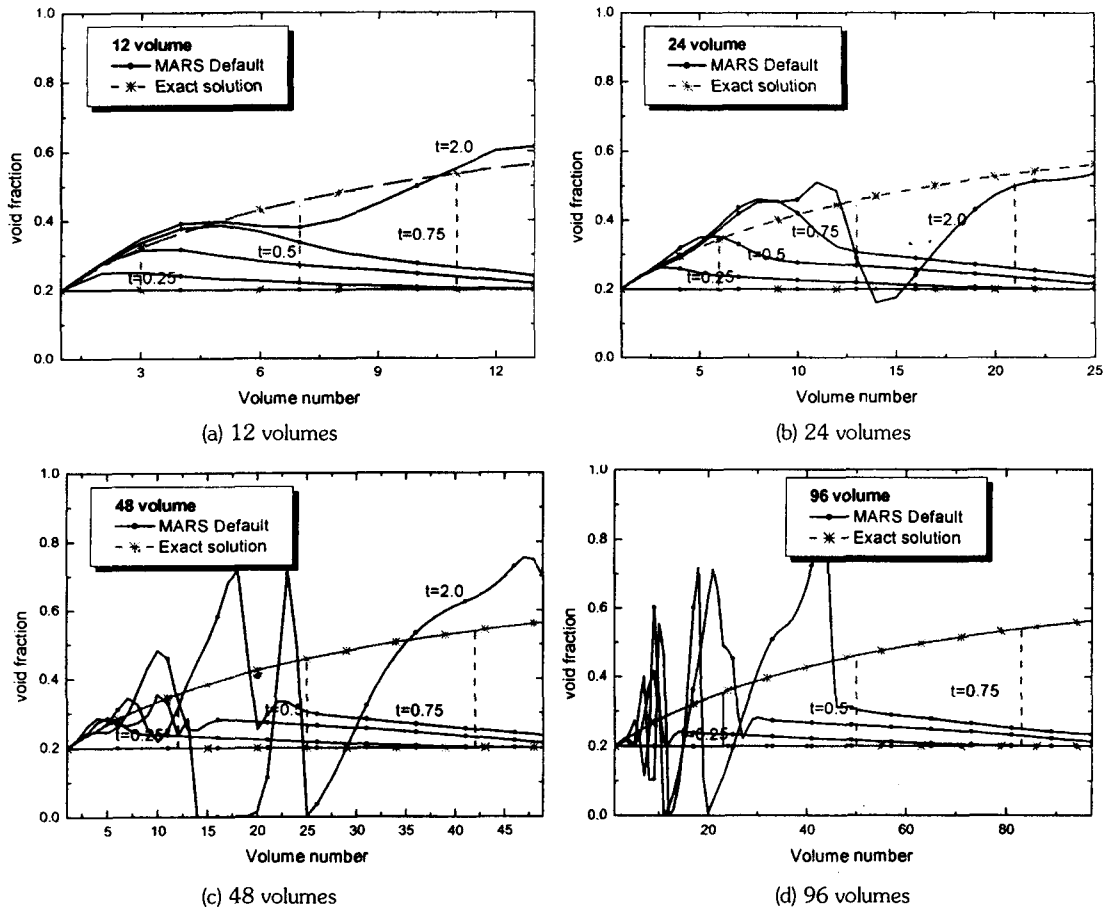 12 volume
MARS Default
Exact solution
void fraction
1.0
0.8
0.6
0.4
0.2
0.0
t=2.0
t=0.75
t=0.5
t=0.25
3
6
9
12
Volume number
(a) 12 volumes
24 volume
MARS Default
Exact solution
void fraction
1.0
0.8
0.6
0.4
0.2
0.0
t=0.75
t=2.0
t=0.5
t=0.25
5
10
15
20
25
Volume number
(b) 24 volumes
48 volume
MARS Default
Exact solution
void fraction
1.0
0.8
0.6
0.4
0.2
0.0
t=2.0
t=0.5
t=0.75
t=0.25
5
10
15
20
25
30
35
40
45
Volume number
(c) 48 volumes
96 volume
MARS Default
Exact solution
void fraction
1.0
0.8
0.6
0.4
0.2
0.0
t=0.75
t=0.5
t=0.25
20
40
60
80
Volume number
(d) 96 volumes